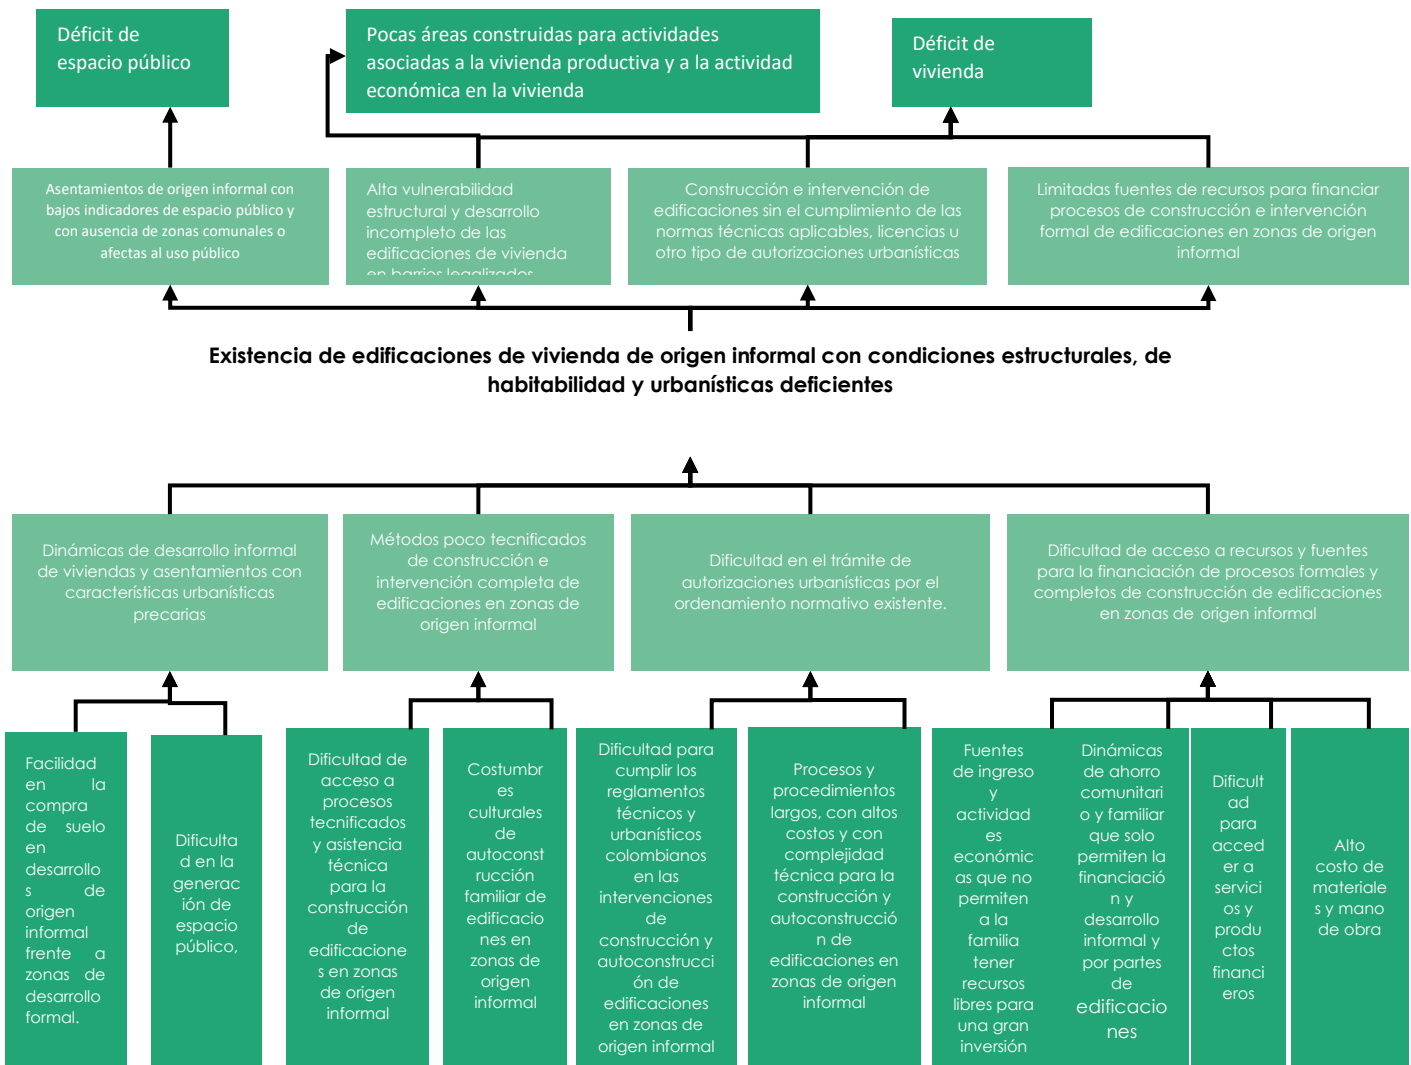 Déficit de
espacio público
Pocas áreas construidas para actividades
asociadas a la vivienda productiva y a la actividad
económica en la vivienda
Déficit de
vivienda
Asentamientos de origen informal con
bajos indicadores de espacio público y
con ausencia de zonas comunales o
afectas al uso público
Alta vulnerabilidad
estructural y desarrollo
incompleto de las
edificaciones de vivienda
en barrios legalizados
Construcción e intervención de
edificaciones sin el cumplimiento de las
normas técnicas aplicables, licencias u
otro tipo de autorizaciones urbanísticas
Limitadas fuentes de recursos para financiar
procesos de construcción e intervención
formal de edificaciones en zonas de origen
informal
Existencia de edificaciones de vivienda de origen informal con condiciones estructurales, de
habitabilidad y urbanísticas deficientes
Dinámicas de desarrollo informal
de viviendas y asentamientos con
características urbanísticas
precarias
Métodos poco tecnificados
de construcción e
intervención completa de
edificaciones en zonas de
origen informal
Dificultad en el trámite de
autorizaciones urbanísticas por el
ordenamiento normativo existente.
Dificultad de acceso a recursos y fuentes
para la financiación de procesos formales y
completos de construcción de edificaciones
en zonas de origen informal
Facilidad
en la
compra
de suelo
en
desarrollo
s de
origen
informal
frente a
zonas de
desarrollo
formal.
Dificulta
d en la
generac
ión de
espacio
público,
Dificultad de
acceso a
procesos
tecnificados
y asistencia
técnica
para la
construcción
de
edificacione
s en zonas
de origen
informal
Costumbr
es
culturales
de
autoconst
rucción
familiar de
edificacio
nes en
zonas de
origen
informal
Dificultad para
cumplir los
reglamentos
técnicos y
urbanísticos
colombianos
en las
intervenciones
de
construcción y
autoconstrucci
ón de
edificaciones
en zonas de
origen informal
Procesos y
procedimientos
largos, con altos
costos y con
complejidad
técnica para la
construcción y
autoconstrucció
n de
edificaciones en
zonas de origen
informal
Fuentes
de ingreso
y
actividad
es
económic
as que no
permiten
a la
familia
tener
recursos
libres para
una gran
inversión
Dinámicas
de ahorro
comunitari
o y familiar
que solo
permiten la
financiació
n y
desarrollo
informal y
por partes
de
edificacio
nes
Dificult
ad
para
acced
er a
servici
os y
produ
ctos
financi
eros
Alto
costo de
materiale
s y mano
de obra